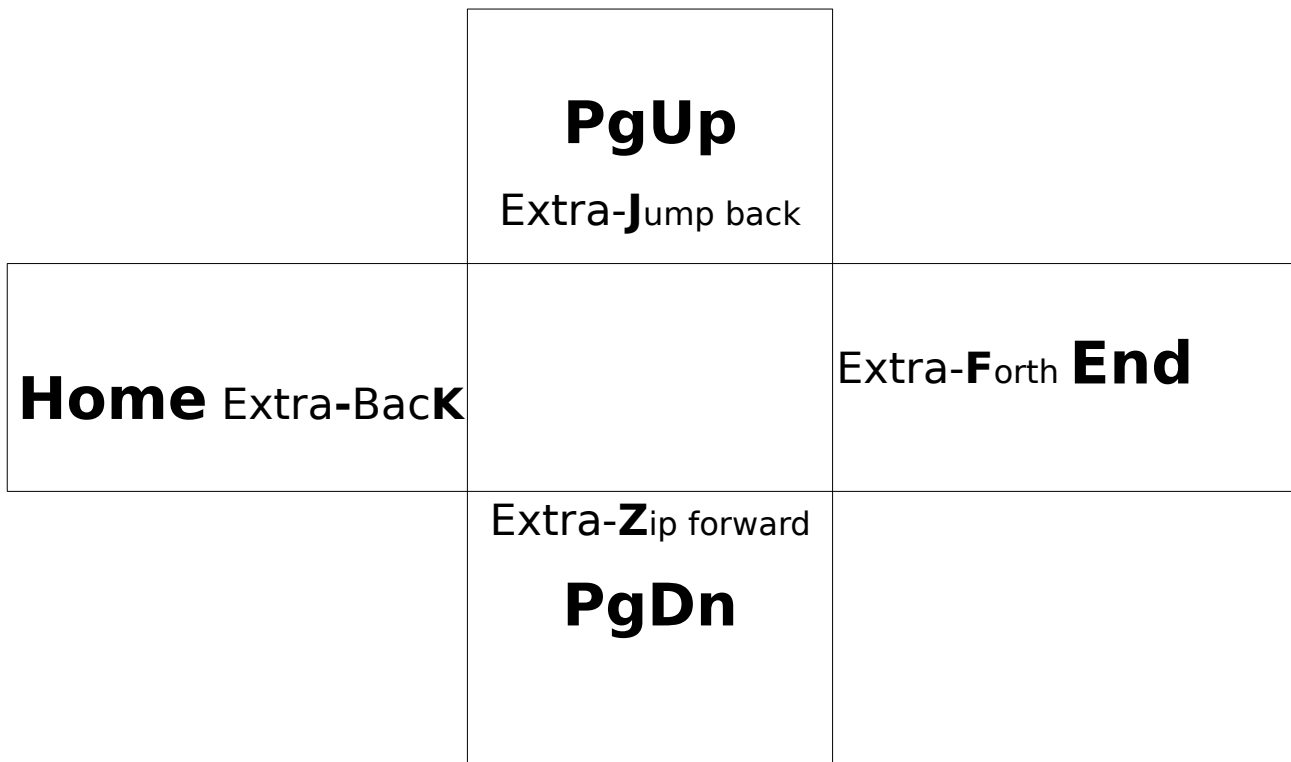 PgUp
Extra-Jump back
Home Extra-BacK
Extra-Forth End
Extra-Zip forward
PgDn